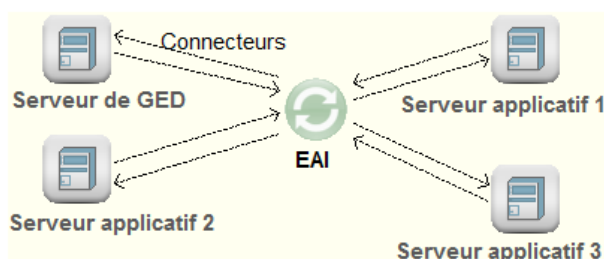 Connecteurs
Serveur de GED
Serveur applicatif 1
EAI
Serveur applicatif 2
Serveur applicatif 3